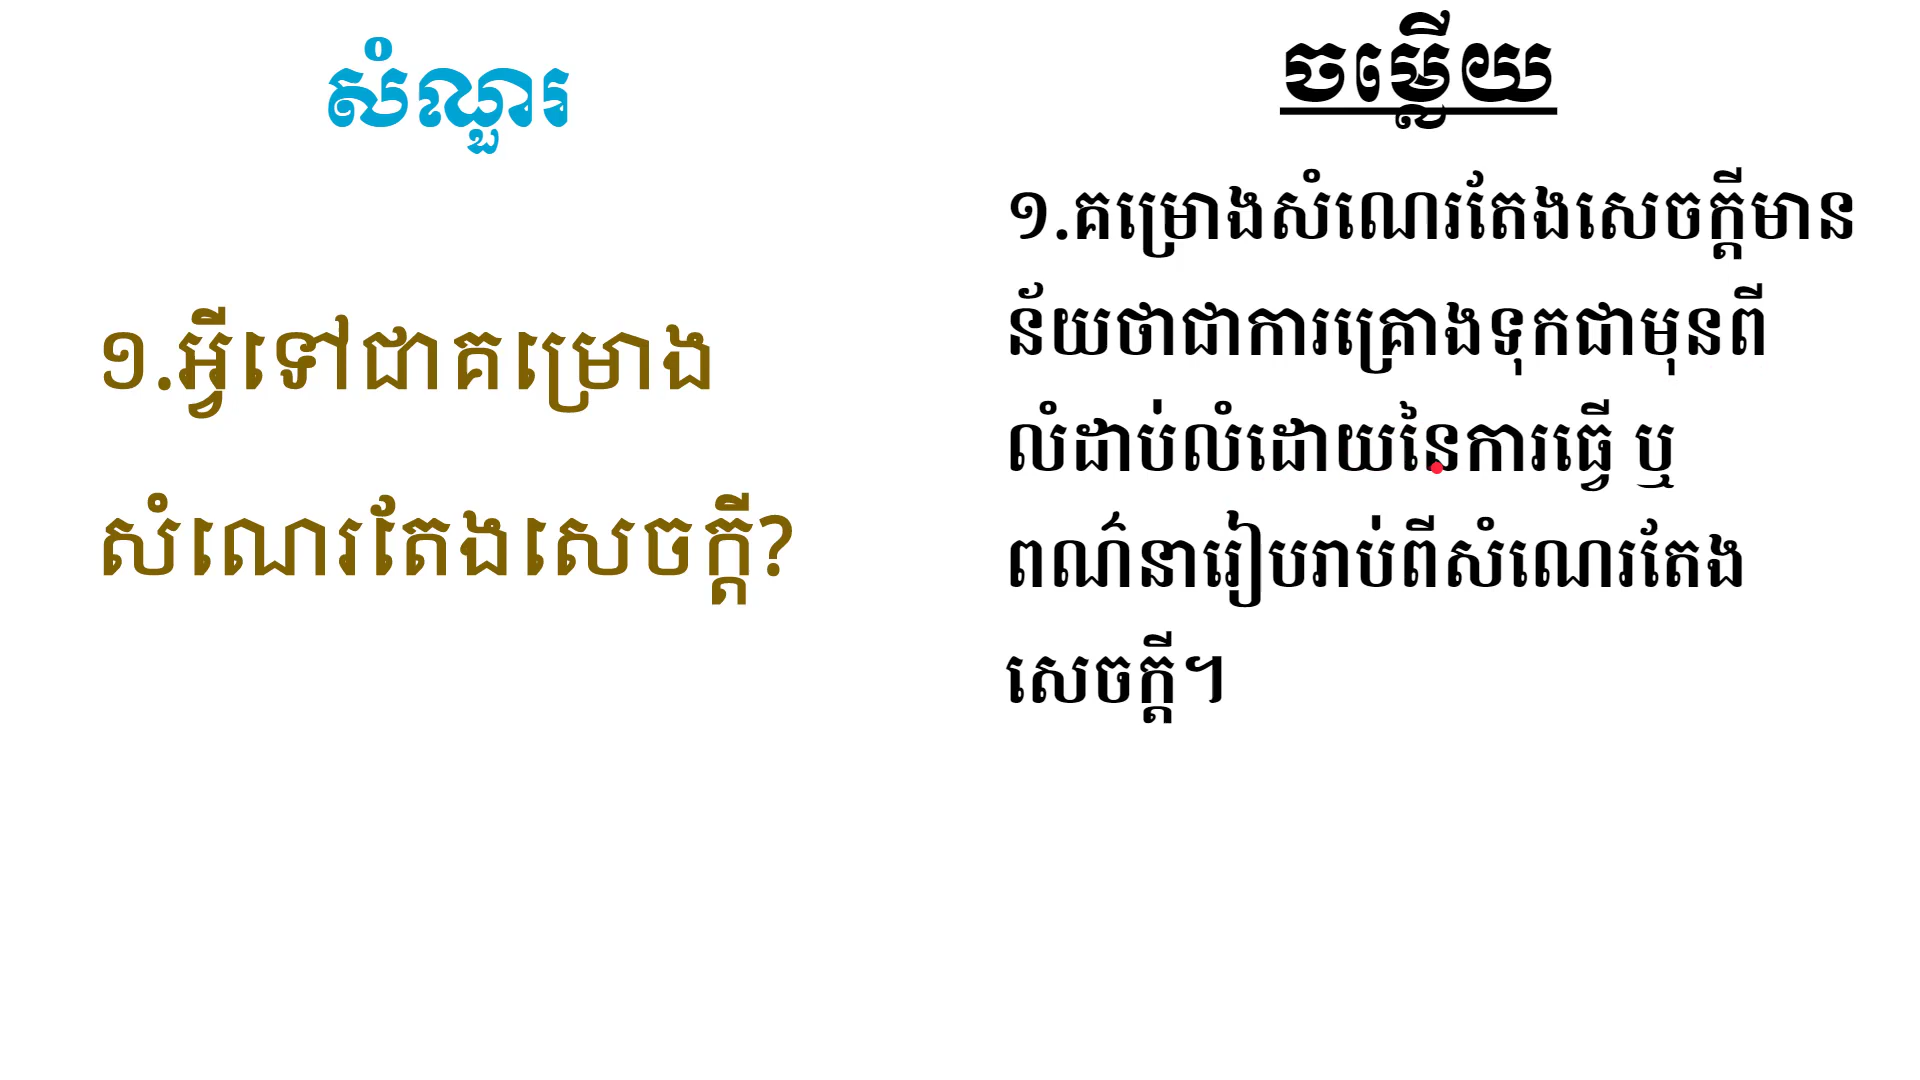 សំណួរ
១.អ្វីទៅជាគម្រោង
សំណេរតែងសេចក្តី?
ចម្លើយ
១.គម្រោងសំណេរតែងសេចក្តីមាន
ន័យថាជាការគ្រោងទុកជាមុនពី
លំដាប់លំដោយនៃការធ្វើ ឬ
ពណ៌នារៀបរាប់ពីសំណេរតែង
សេចក្តី។